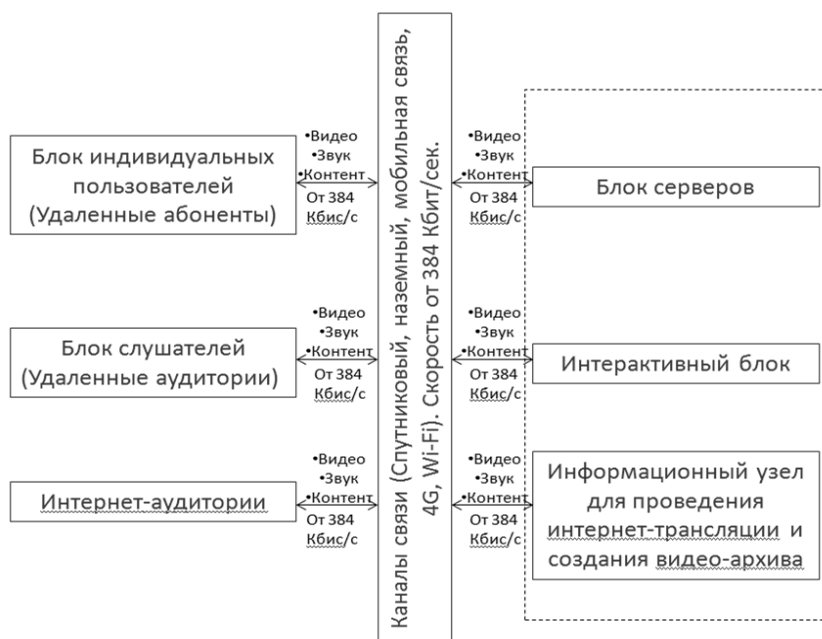 Блок индивидуальных
пользователей
(Удаленные абоненты)
•Видео
•Звук
•Контент
От 384
Кбис/с
Блок слушателей
(Удаленные аудитории)
•Видео
•Звук
•Контент
От 384
Кбис/с
Интернет-аудитории
•Видео
•Звук
•Контент
От 384
Кбис/с
Каналы связи (Спутниковый, наземный, мобильная связь,
4G, Wi-Fi). Скорость от 384 Кбит/сек.
•Видео
•Звук
•Контент
От 384
Кбис/с
Блок серверов
•Видео
•Звук
•Контент
От 384
Кбис/с
Интерактивный блок
•Видео
•Звук
•Контент
От 384
Кбис/с
Информационный узел
для проведения
интернет-трансляции и
создания видео-архива